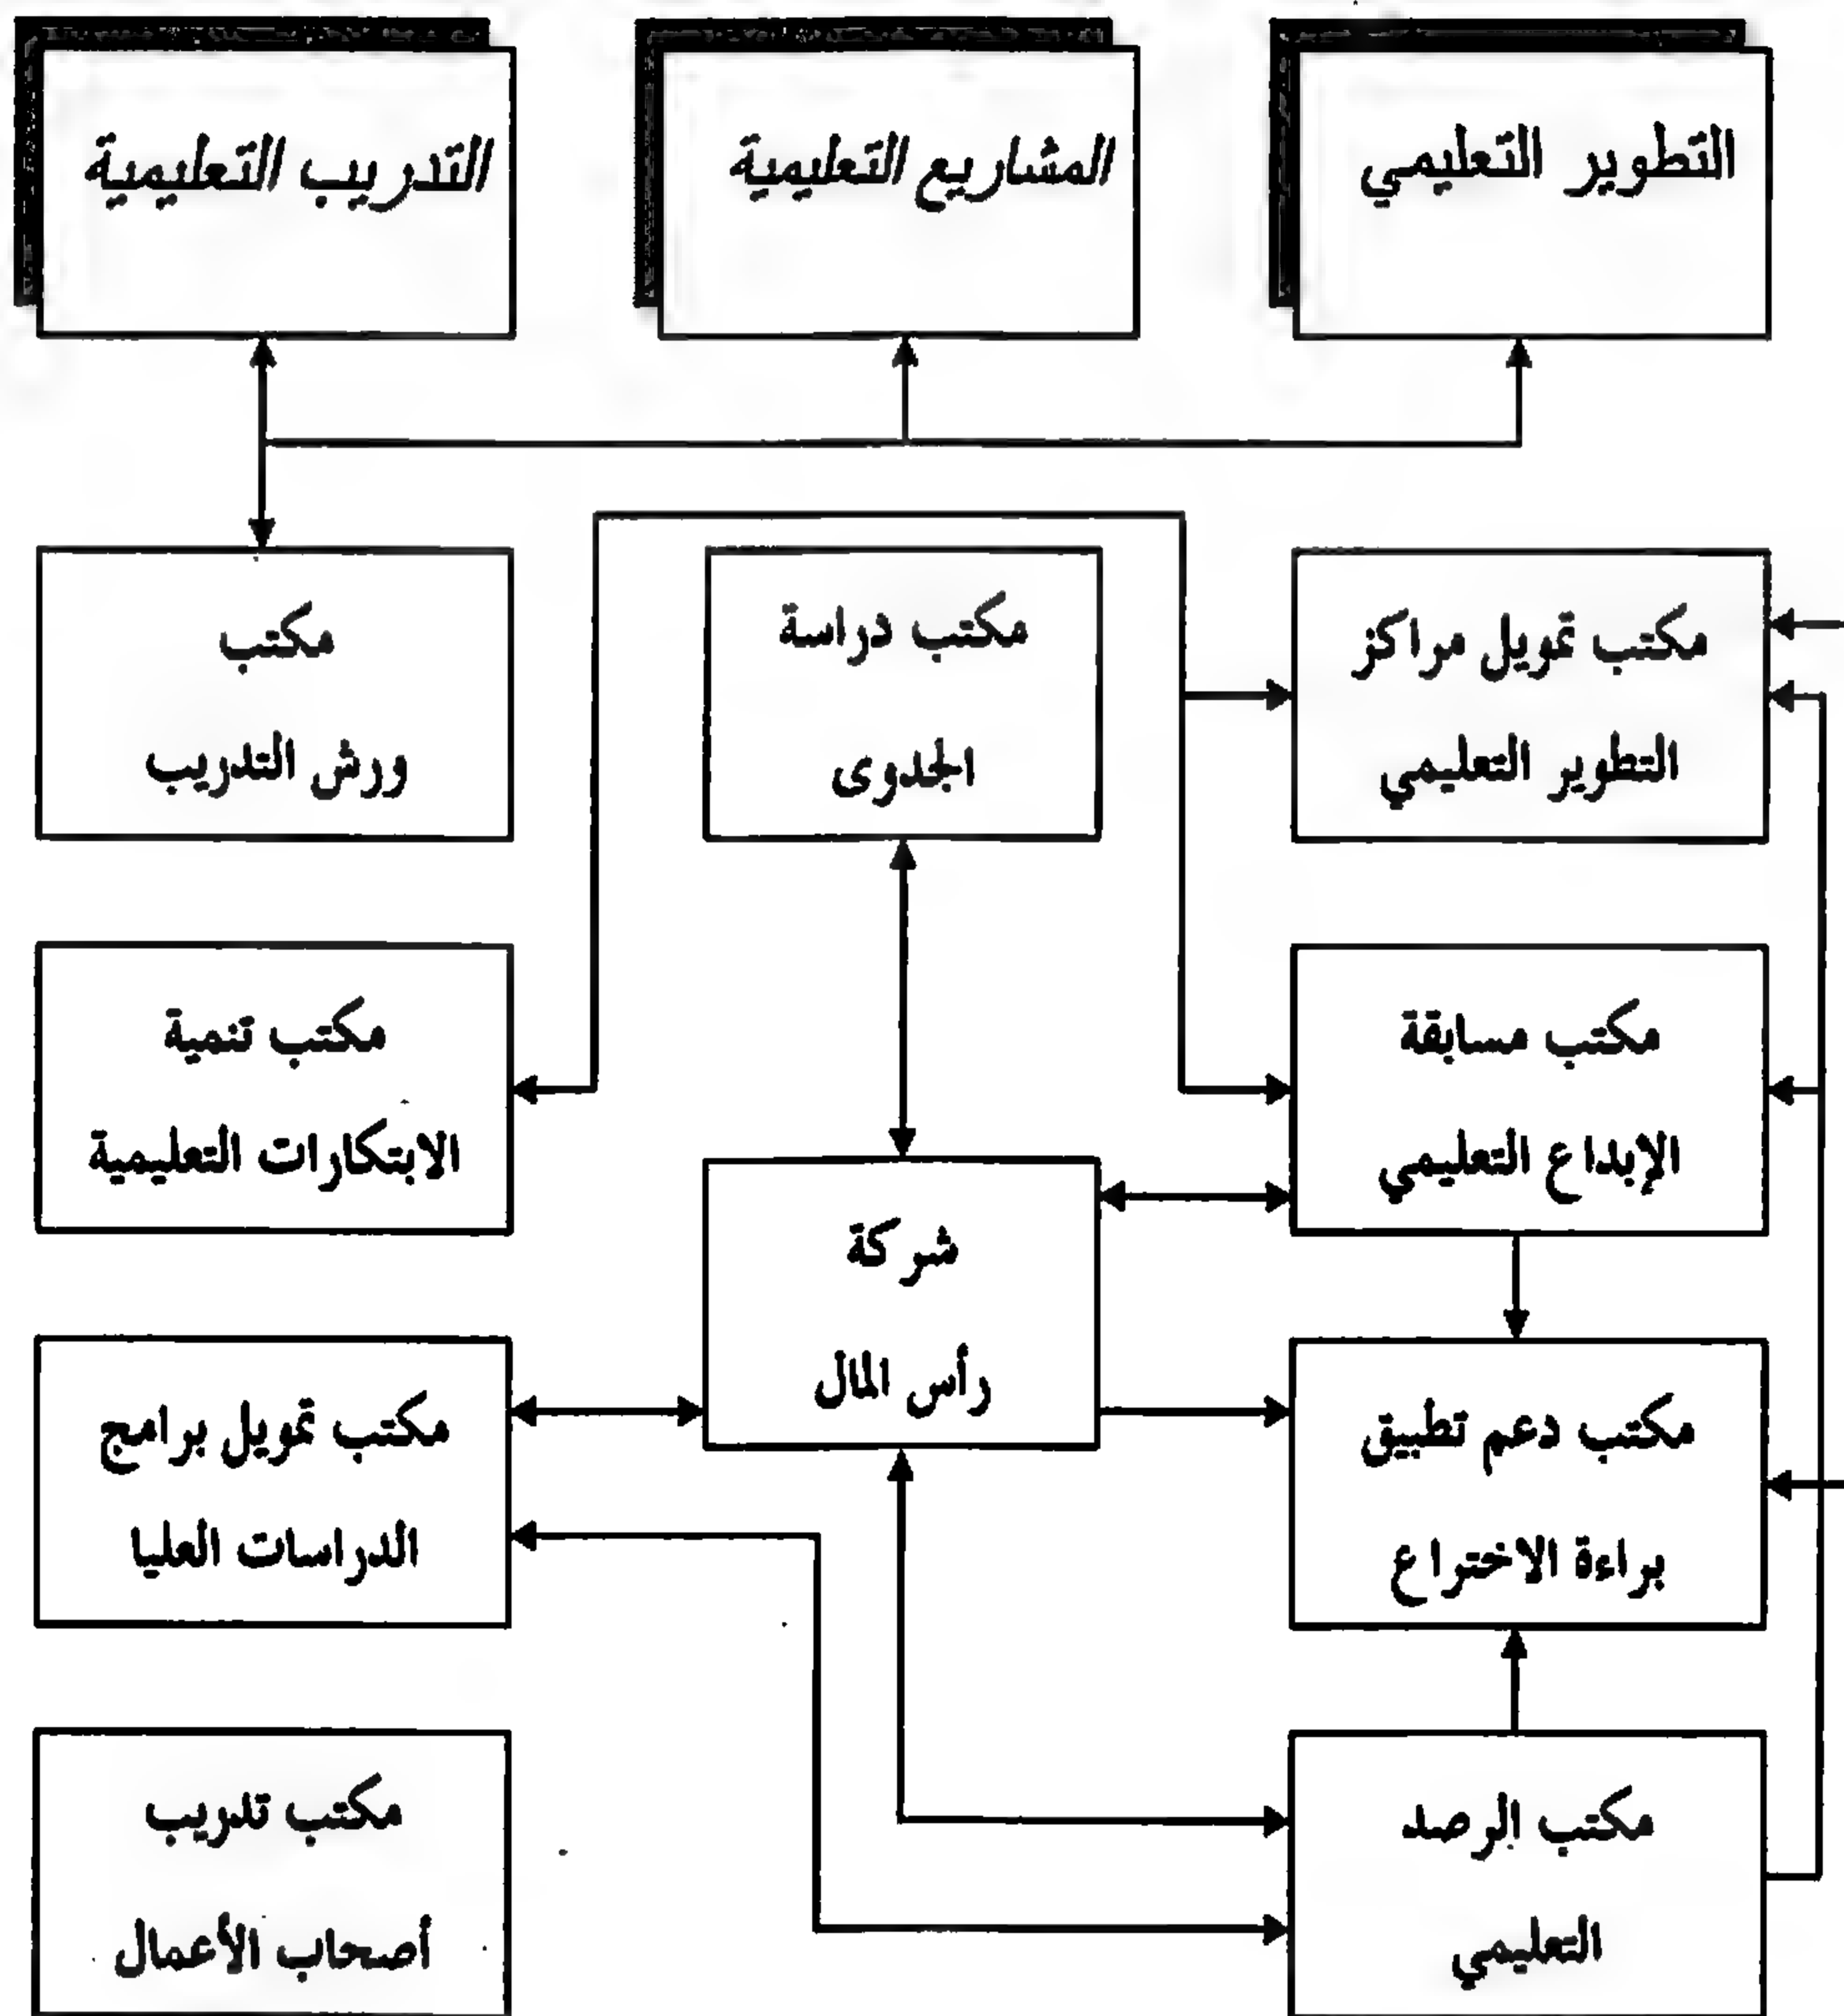 التطوير التعليمي
المشاريع التعليمية
التدريب التعليمية
مكتب تمويل مراكز
التطوير التعليمي
مكتب دراسة
الجدوى
مكتب
ورش التدريب
مكتب مسابقة
الإبداع التعليمي
مكتب تنمية
الابتكارات التعليمية
شركة
رأس المال
مكتب دعم تطبيق
براءة الاختراع
مكتب تمويل برامج
الدراسات العليا
مكتب الرصد
التعليمي
مكتب تدريب
أصحاب الأعمال